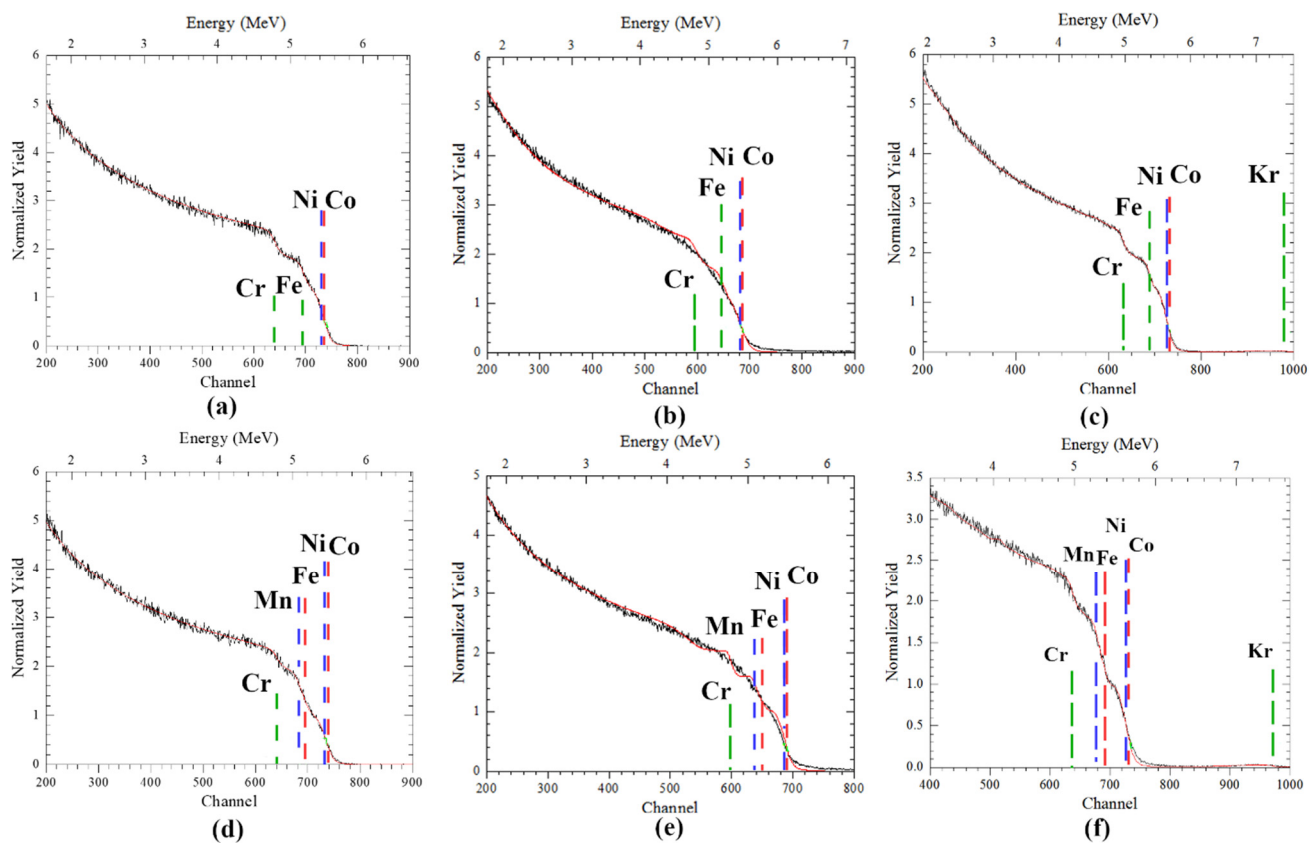 Energy (MeV)
2 3 4 5 6
Normalized Yield
6
5
4
3
2
1
0
Ni Co
Cr Fe
200 300 400 500 600 700 800 900
Channel
(a)
Energy (MeV)
2 3 4 5 6 7
Normalized Yield
6
5
4
3
2
1
0
Ni Co
Fe
Cr
200 300 400 500 600 700 800 900
Channel
(b)
Energy (MeV)
2 3 4 5 6 7
Normalized Yield
6
5
4
3
2
1
0
Ni Co Kr
Fe
Cr
200 400 600 800 1000
Channel
(c)
Energy (MeV)
2 3 4 5 6
Normalized Yield
6
5
4
3
2
1
0
Ni Co
Fe
Mn
Cr
200 300 400 500 600 700 800 900
Channel
(d)
Energy (MeV)
2 3 4 5 6
Normalized Yield
5
4
3
2
1
0
Ni Co
Mn Fe
Cr
200 300 400 500 600 700 800
Channel
(e)
Energy (MeV)
4 5 6 7
Normalized Yield
3.5
3.0
2.5
2.0
1.5
1.0
0.5
0.0
Ni
Co
Mn Fe
Cr Kr
400 500 600 700 800 900 1000
Channel
(f)